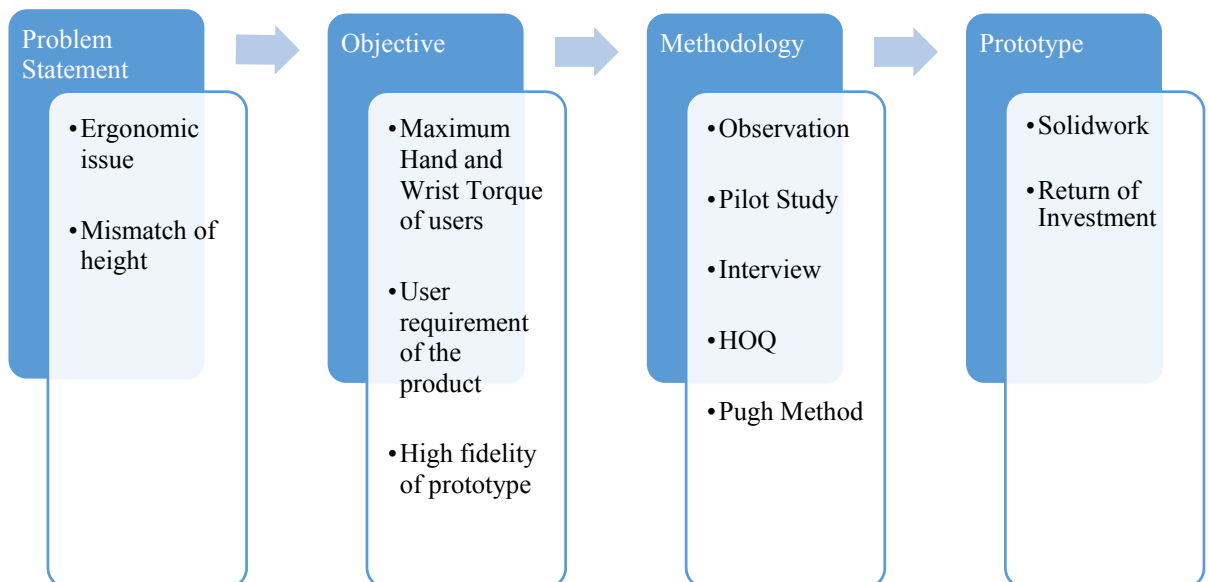 Problem
Statement
•Ergonomic
issue
•Mismatch of
height
Objective
•Maximum
Hand and
Wrist Torque
of users
•User
requirement
of the
product
•High fidelity
of prototype
Methodology
•Observation
•Pilot Study
•Interview
•HOQ
•Pugh Method
Prototype
•Solidwork
•Return of
Investment